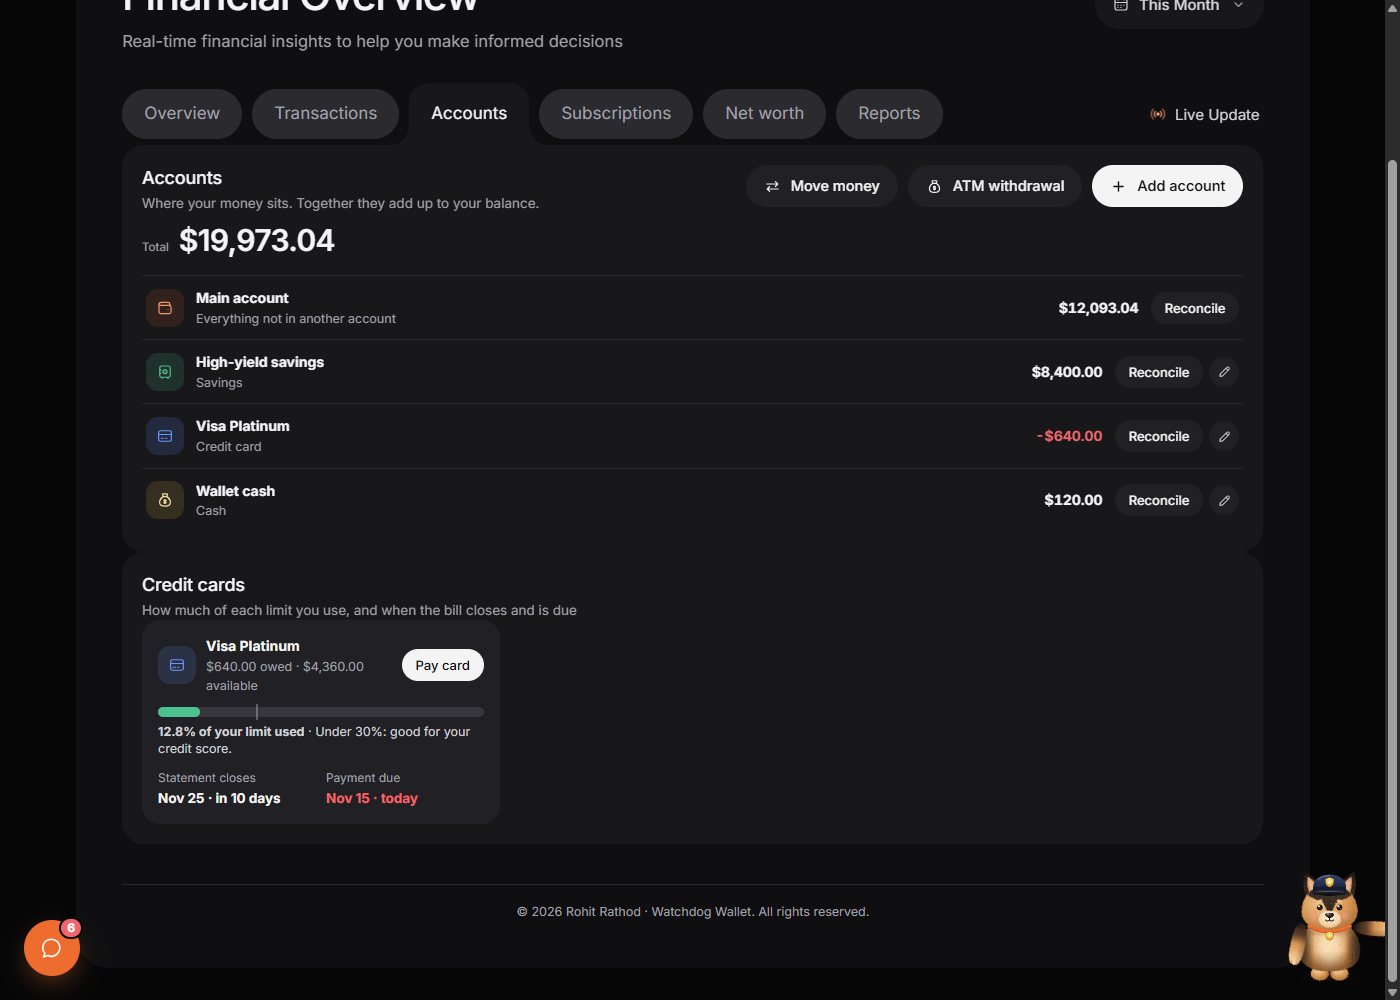 Financial Overview
This Month
Real-time financial insights to help you make informed decisions
Overview
Transactions
Accounts
Subscriptions
Net worth
Reports
Live Update
Accounts
Where your money sits. Together they add up to your balance.
Move money
ATM withdrawal
Add account
Total $19,973.04
Main account
Everything not in another account
$12,093.04
Reconcile
High-yield savings
Savings
$8,400.00
Reconcile
Visa Platinum
Credit card
-$640.00
Reconcile
Wallet cash
Cash
$120.00
Reconcile
Credit cards
How much of each limit you use, and when the bill closes and is due
Visa Platinum
$640.00 owed · $4,360.00
available
Pay card
12.8% of your limit used · Under 30%: good for your
credit score.
Statement closes
Payment due
Nov 25 · in 10 days
Nov 15 · today
© 2026 Rohit Rathod · Watchdog Wallet. All rights reserved.
6